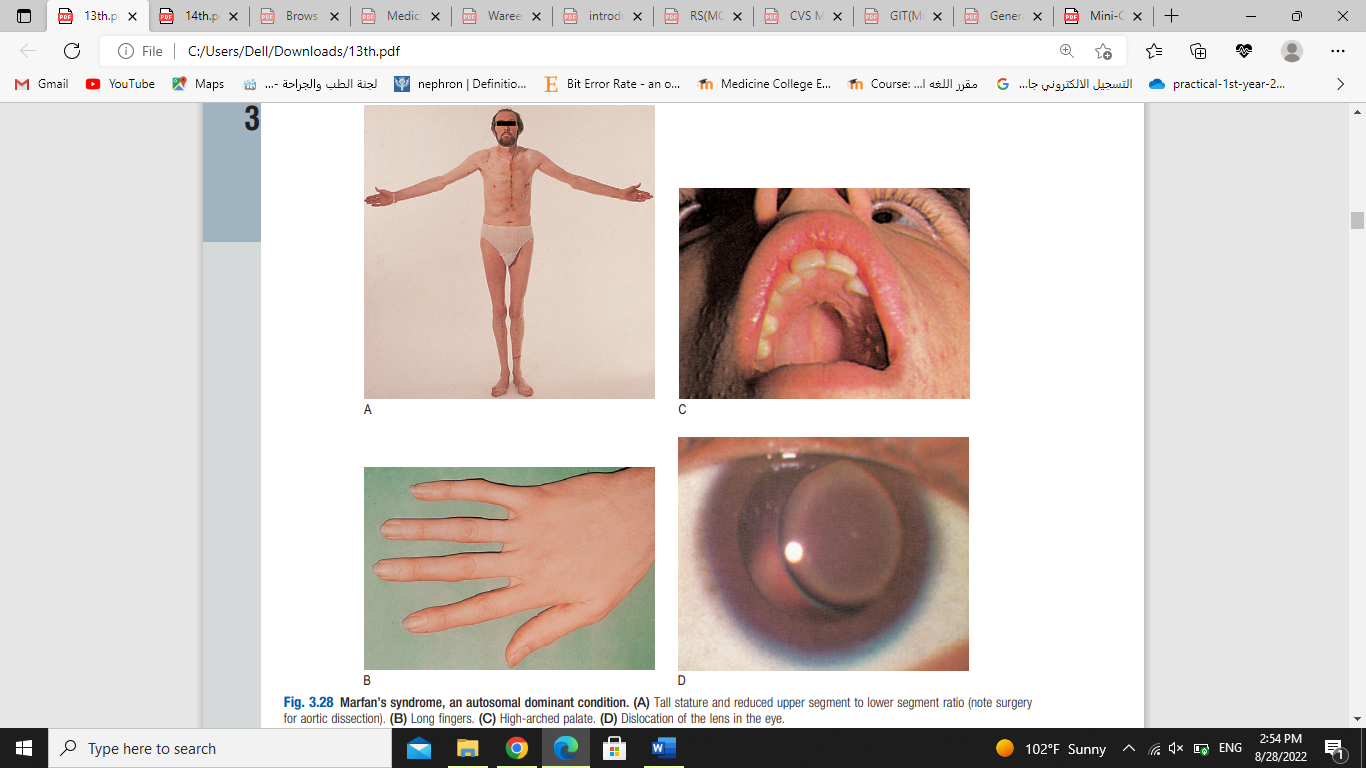 13th.p
14th.p
Brows
Medic
Waree
introd
RS(MC
CVS M
GIT(M
Gener
Mini-C
File
C:/Users/Dell/Downloads/13th.pdf
Gmail
YouTube
Maps
لجنة الطب والجراحة -...
nephron | Definitio...
Bit Error Rate - an o...
Medicine College E...
Course: مقرر اللغه ا...
التسجيل الالكتروني جا...
practical-1st-year-2...
3
A
C
B
D
Fig. 3.28 Marfan's syndrome, an autosomal dominant condition. (A) Tall stature and reduced upper segment to lower segment ratio (note surgery
for aortic dissection). (B) Long fingers. (C) High-arched palate. (D) Dislocation of the lens in the eye.
Type here to search
102°F Sunny
ENG
2:54 PM
8/28/2022
1